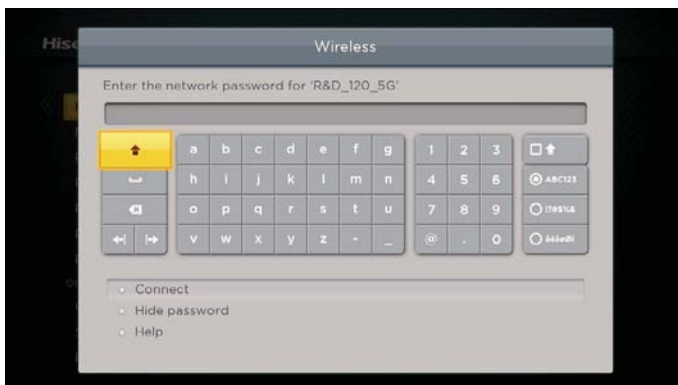 Hise
Wireless
Enter the network password for 'R&D_120_5G'
a b c d e f g 1 2 3
h i j k l m n 4 5 6 ABC123
o p q r s t u 7 8 9 !?#$%&
v w x y z - _ @ . 0
Connect
Hide password
Help